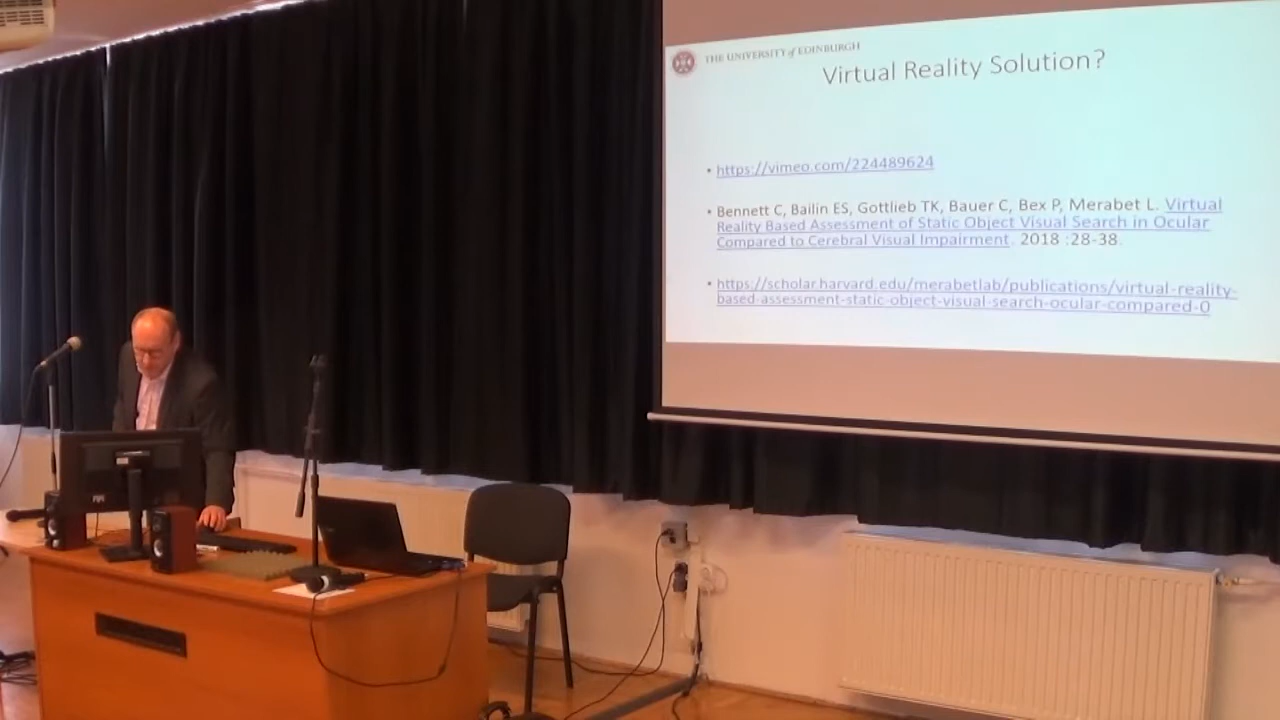 THE UNIVERSITY of EDINBURGH
Virtual Reality Solution?
• https://vimeo.com/224489624
• Bennett C, Bailin ES, Gottlieb TK, Bauer C, Bex P, Merabet L. Virtual
Reality Based Assessment of Static Object Visual Search in Ocular
Compared to Cerebral Visual Impairment. 2018 :28-38.
• https://scholar.harvard.edu/merabetlab/publications/virtual-reality-
based-assessment-static-object-visual-search-ocular-compared-0